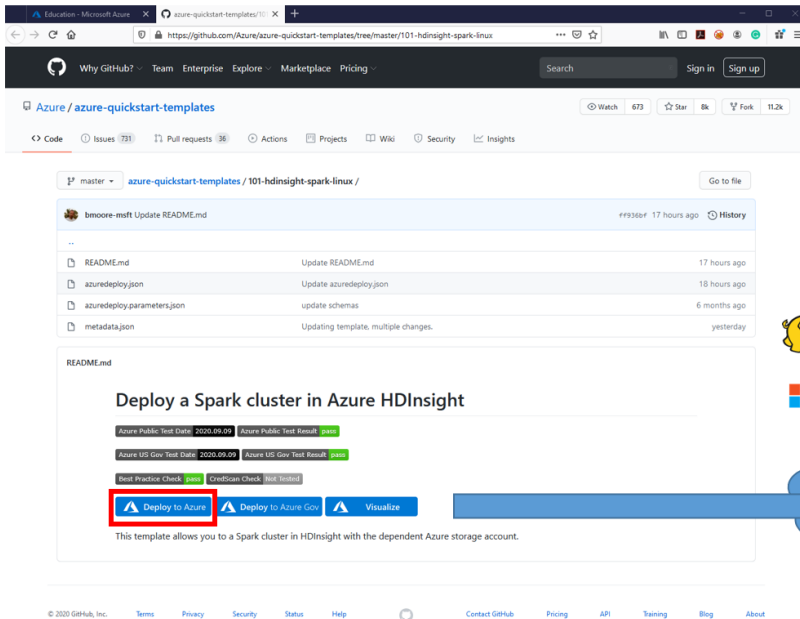 Education - Microsoft Azure
azure-quickstart-templates/10
https://github.com/Azure/azure-quickstart-templates/tree/master/101-hdinsight-spark-linux
Why GitHub? Team Enterprise Explore Marketplace Pricing Search Sign in Sign up
Azure / azure-quickstart-templates Watch 673 Star 8k Fork 11.2k
Code Issues 731 Pull requests 36 Actions Projects Wiki Security Insights
master azure-quickstart-templates / 101-hdinsight-spark-linux / Go to file
bmoore-msft Update README.md ff936bf 17 hours ago History
..
README.md Update README.md 17 hours ago
azuredeploy.json Update azuredeploy.json 18 hours ago
azuredeploy.parameters.json update schemas 6 months ago
metadata.json Updating template, multiple changes. yesterday
README.md
Deploy a Spark cluster in Azure HDInsight
Azure Public Test Date 2020.09.09 Azure Public Test Result pass
Azure US Gov Test Date 2020.09.09 Azure US Gov Test Result pass
Best Practice Check pass CredScan Check Not Tested
Deploy to Azure Deploy to Azure Gov Visualize
This template allows you to a Spark cluster in HDInsight with the dependent Azure storage account.
© 2020 GitHub, Inc. Terms Privacy Security Status Help Contact GitHub Pricing API Training Blog About